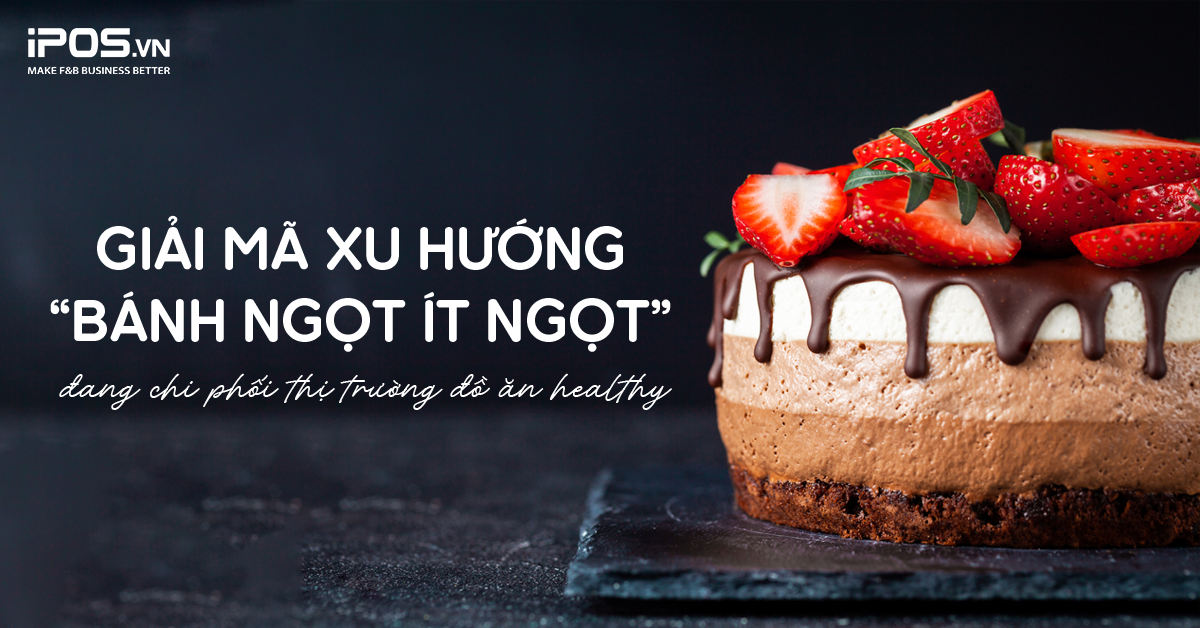 iPOS.VN
MAKE F&B BUSINESS BETTER
GIẢI MÃ XU HƯỚNG
“BÁNH NGỌT ÍT NGỌT”
đang chi phối thị trường đồ ăn healthy